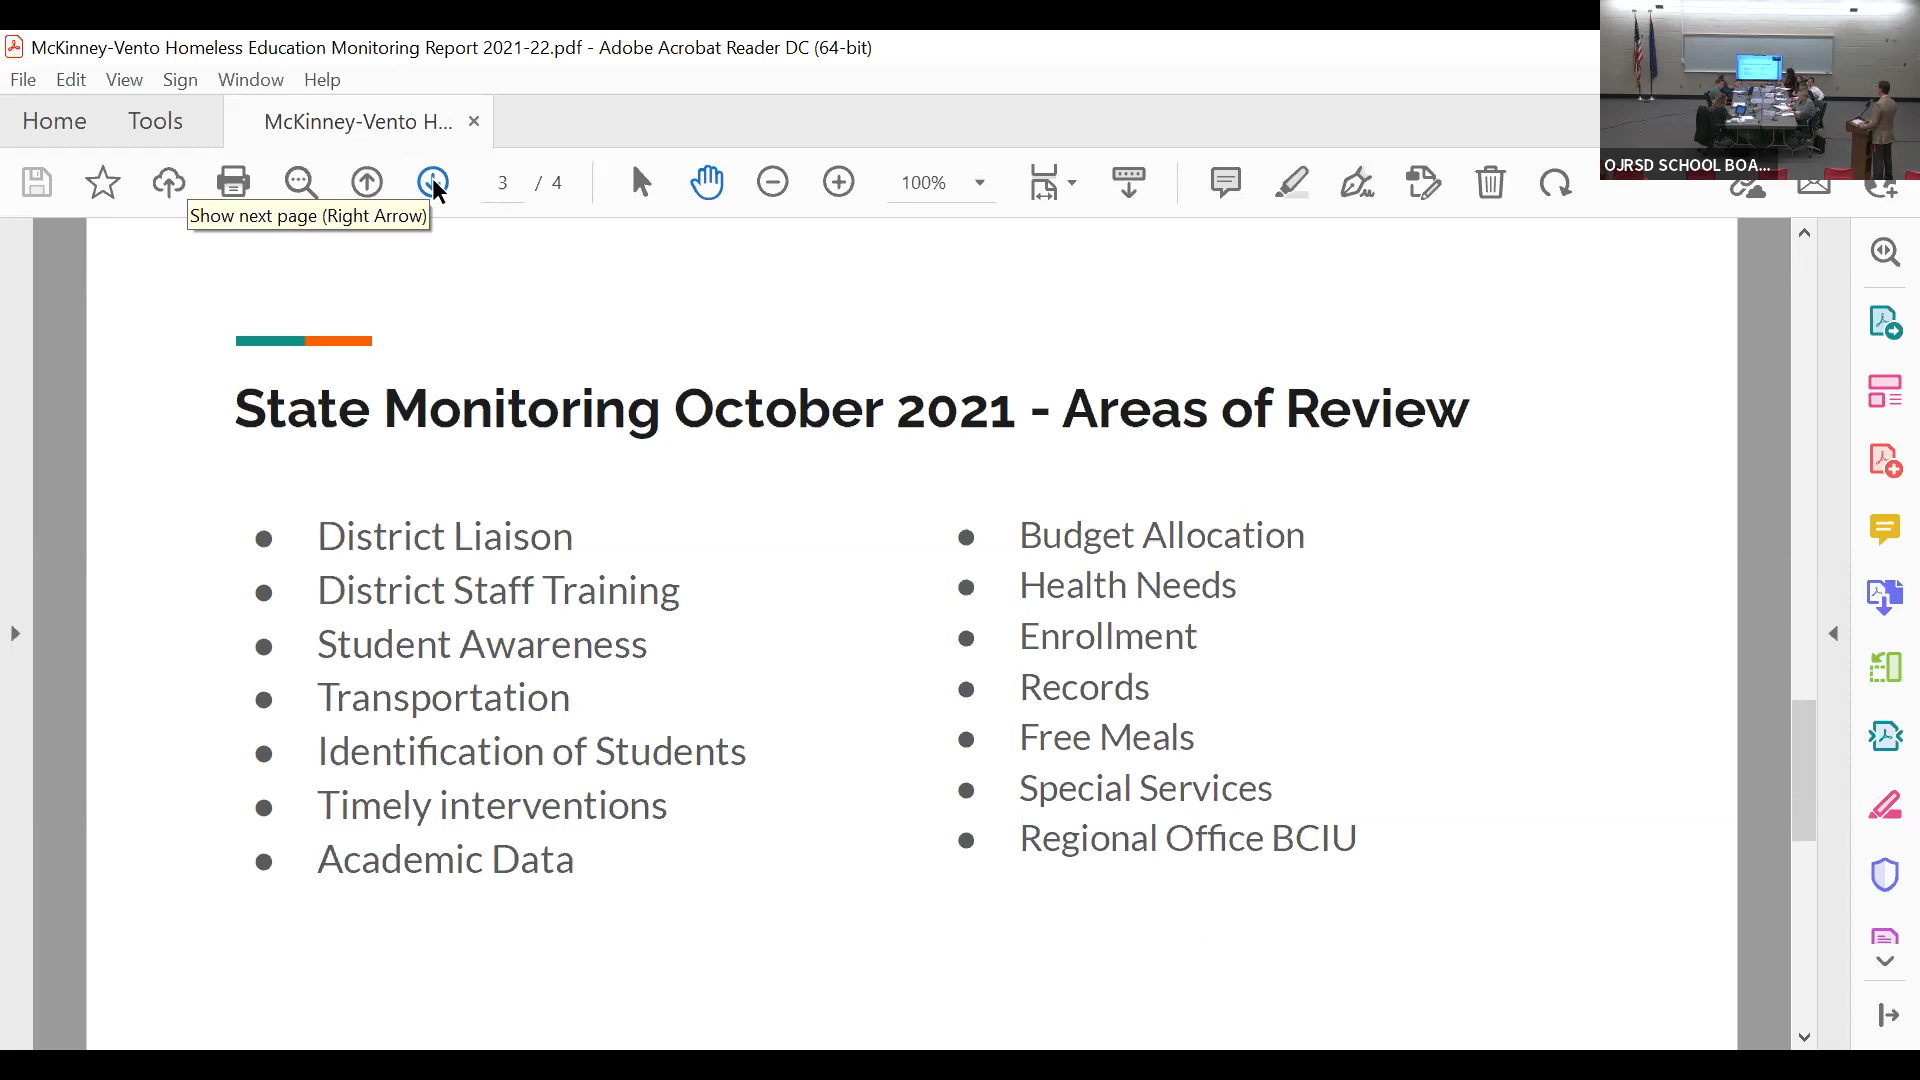 McKinney-Vento Homeless Education Monitoring Report 2021-22.pdf - Adobe Acrobat Reader DC (64-bit)
File Edit View Sign Window Help
Home Tools McKinney-Vento H... ×
3 / 4 100%
OJRSD SCHOOL BOA...
Show next page (Right Arrow)
State Monitoring October 2021 - Areas of Review
● District Liaison
● District Staff Training
● Student Awareness
● Transportation
● Identification of Students
● Timely interventions
● Academic Data
● Budget Allocation
● Health Needs
● Enrollment
● Records
● Free Meals
● Special Services
● Regional Office BCIU